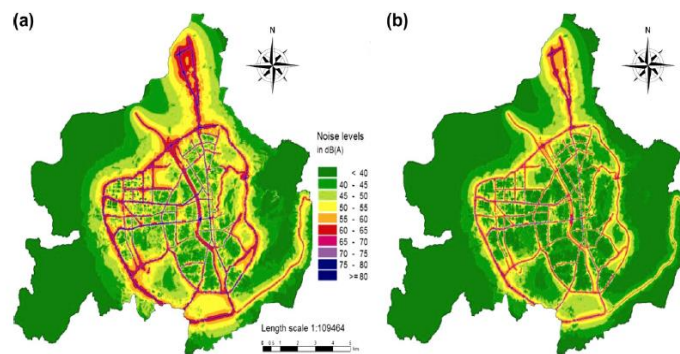 (a)
N
Noise levels
in dB(A)
< 40
40 - 45
45 - 50
50 - 55
55 - 60
60 - 65
65 - 70
70 - 75
75 - 80
>= 80
Length scale 1:109464
(b)
N